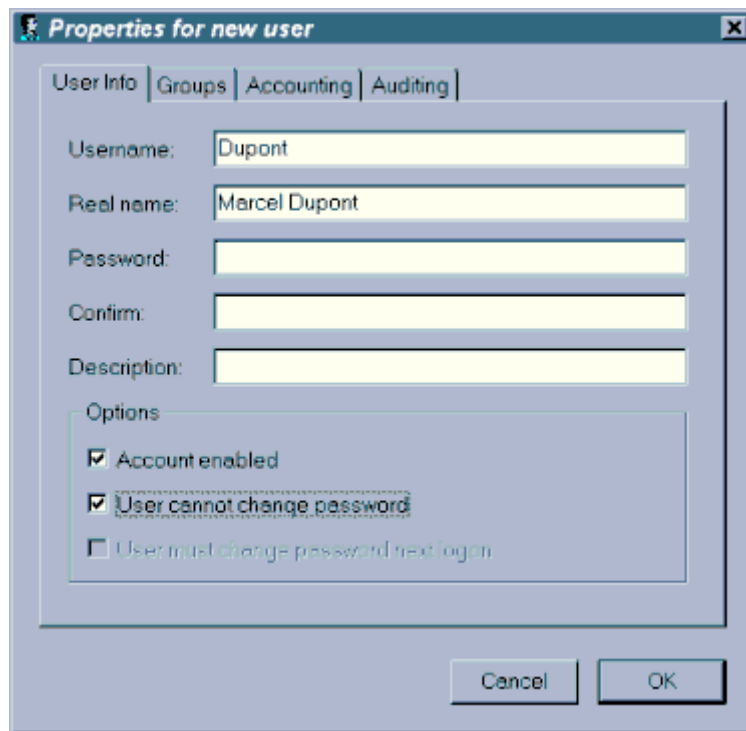 Properties for new user
User Info Groups Accounting Auditing
Username: Dupont
Real name: Marcel Dupont
Password:
Confirm:
Description:
Options
Account enabled
User cannot change password
User must change password next logon
Cancel OK